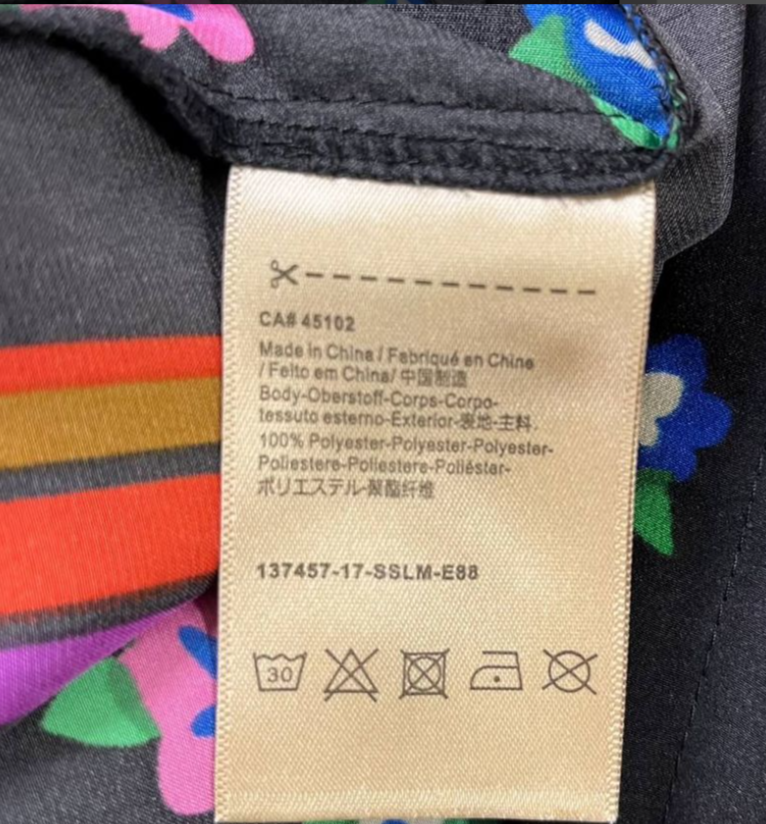 CA# 45102
Made in China / Fabriqué en Chine
/ Feito em China/ 中国制造
Body-Oberstoff-Corps-Corpo-
tessuto esterno-Exterior-表地-主料.
100% Polyester-Polyester-Polyester-
Poliestere-Poliestere-Poliéster-
ポリエステル-聚酯纤维
137457-17-SSLM-E88
30